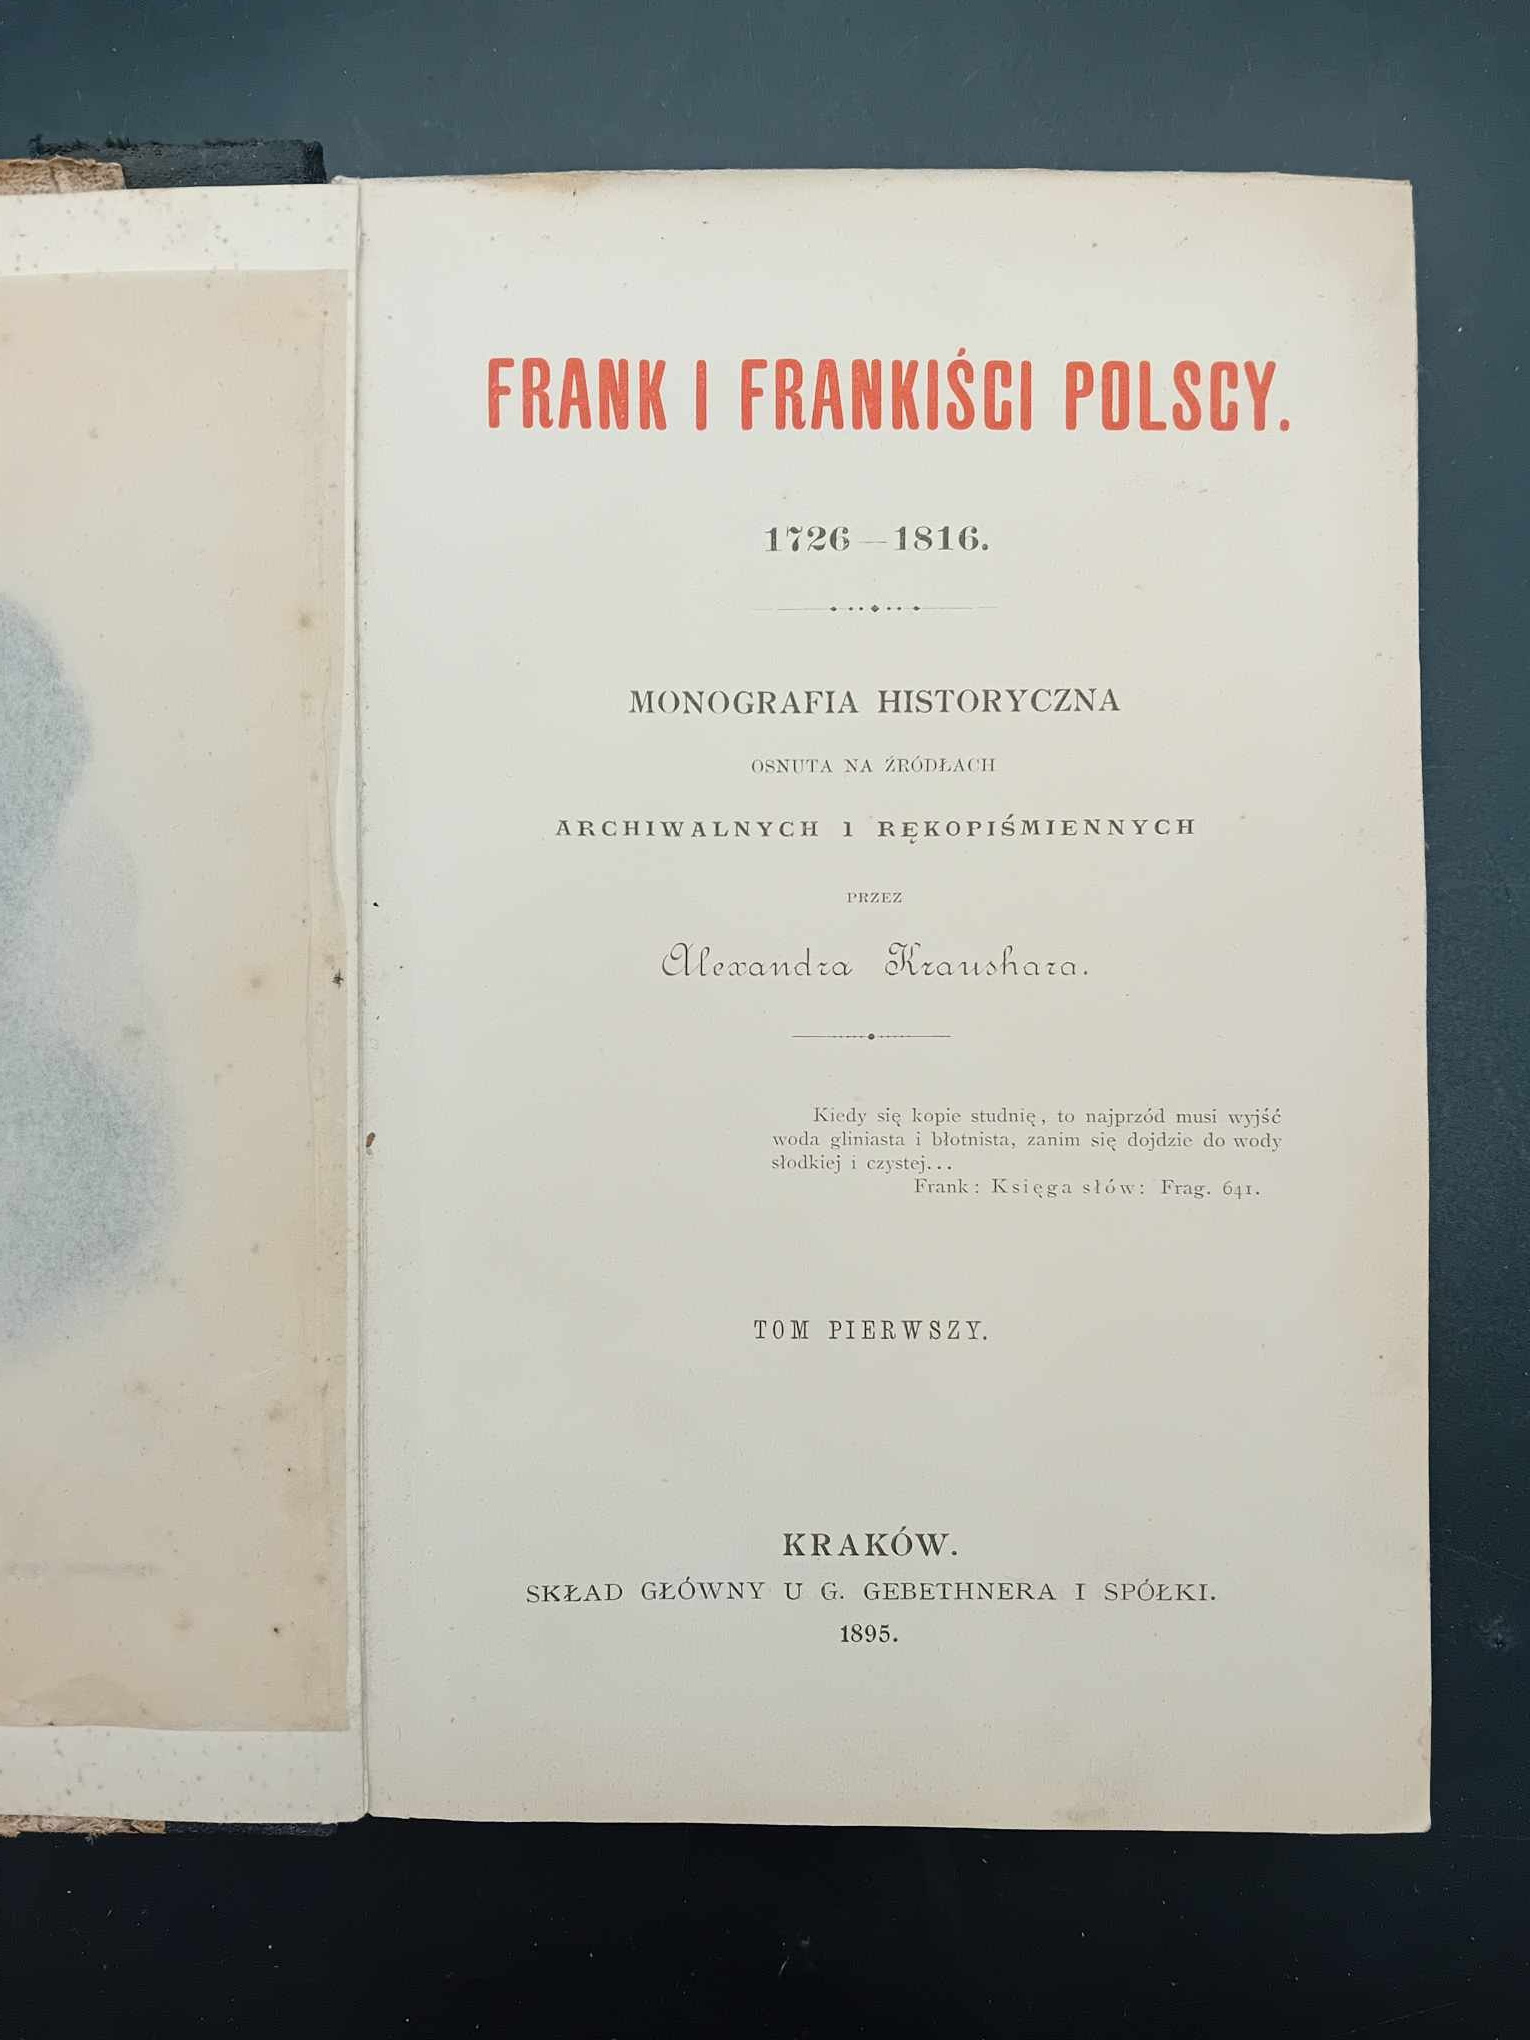 FRANK I FRANKIŚCI POLSCY.
1726—1816.
MONOGRAFIA HISTORYCZNA
OSNUTA NA ŹRÓDŁACH
ARCHIWALNYCH I RĘKOPIŚMIENNYCH
PRZEZ
Alexandra Kraushara.
Kiedy się kopie studnię, to najprzód musi wyjść
woda gliniasta i błotnista, zanim się dojdzie do wody
słodkiej i czystej...
Frank: Księga słów: Frag. 641.
TOM PIERWSZY.
KRAKÓW.
SKŁAD GŁÓWNY U G. GEBETHNERA I SPÓŁKI.
1895.